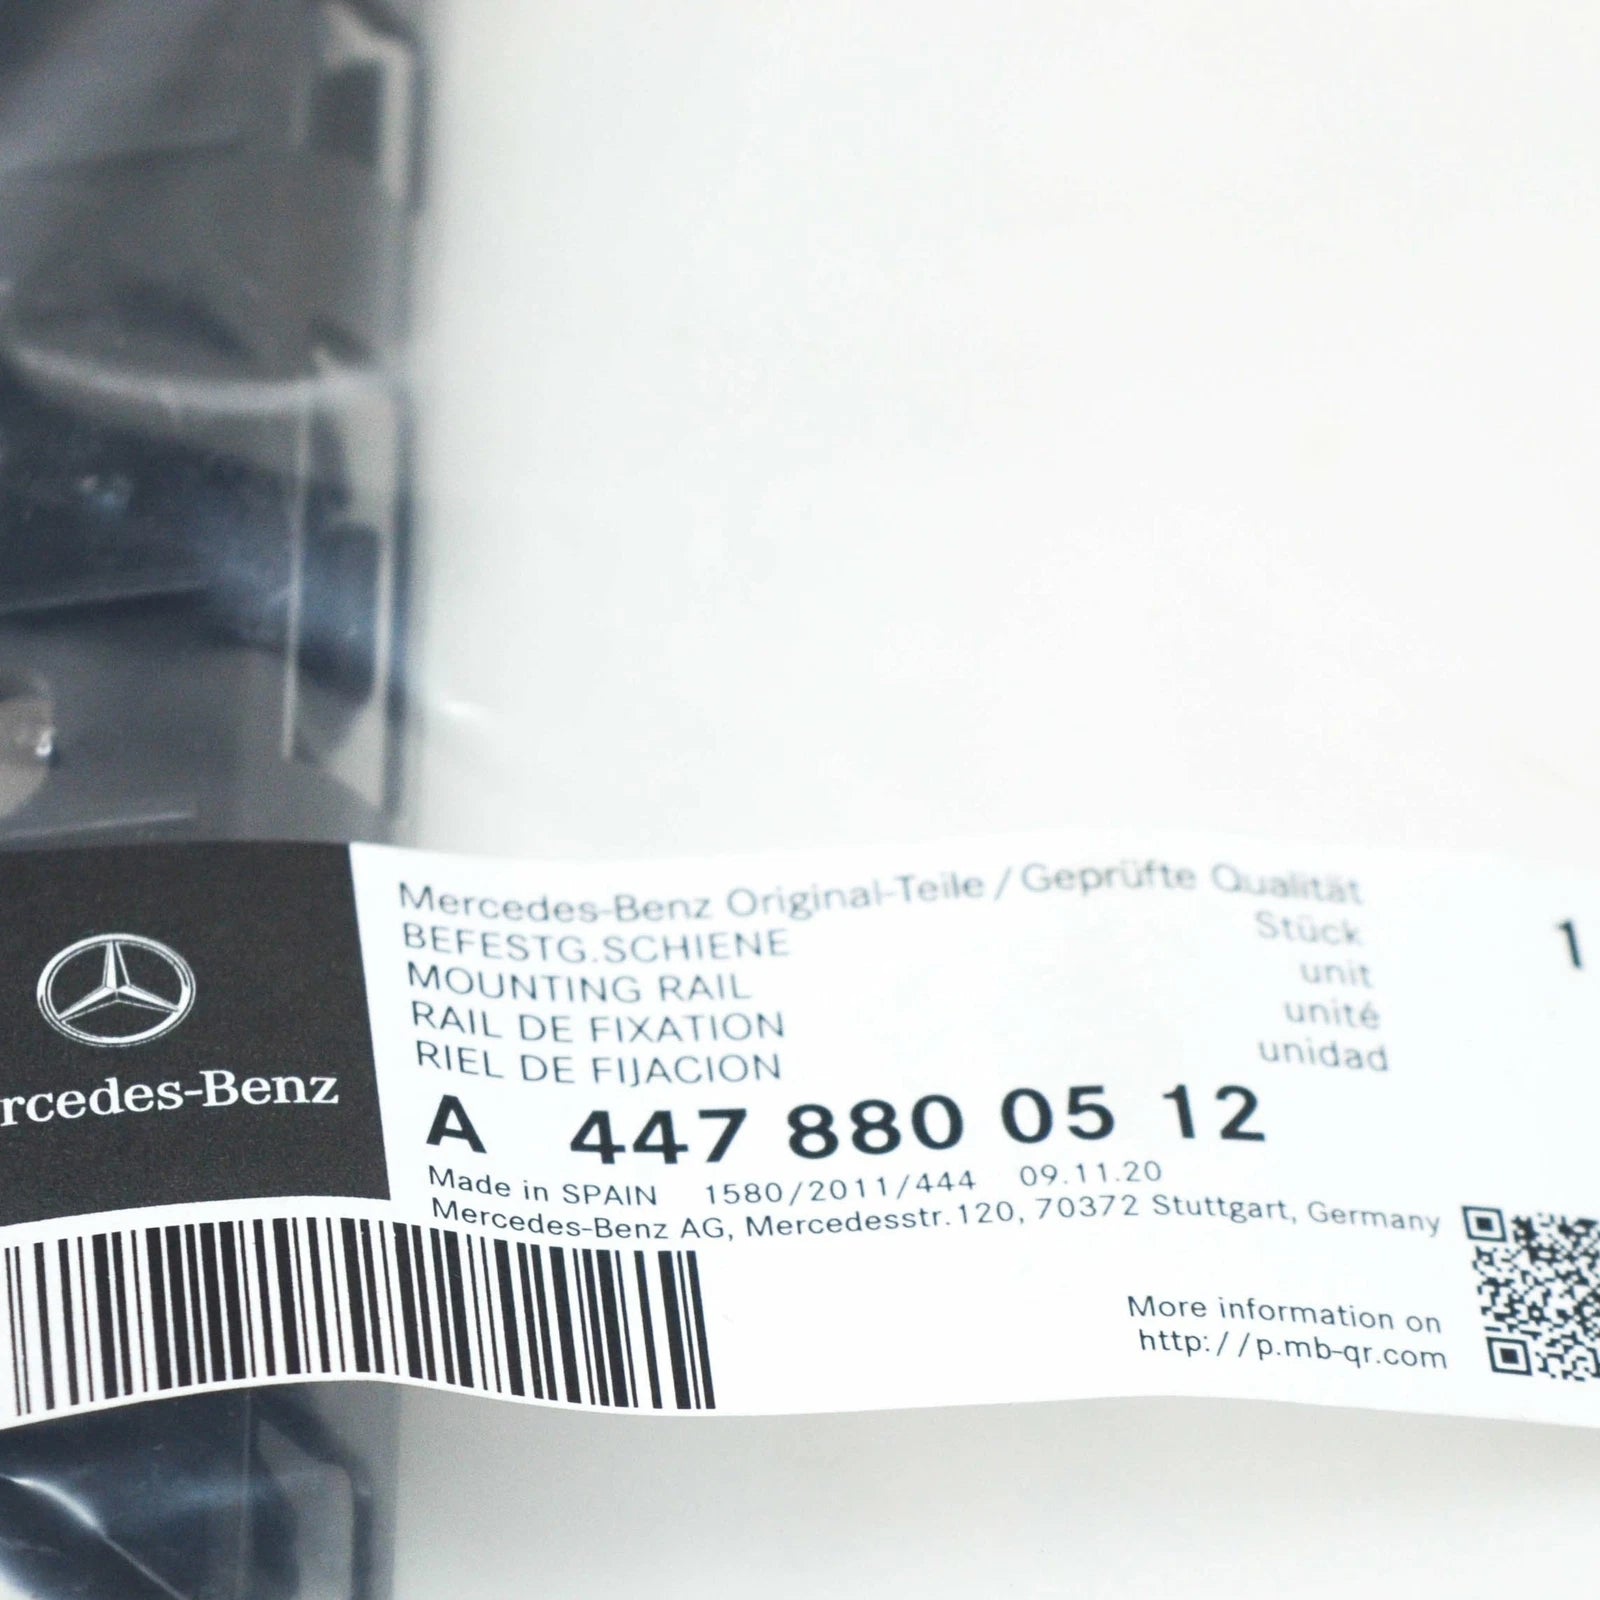 Mercedes-Benz Original-Teile / Geprüfte Qualität
BEFESTG.SCHIENE Stück 1
MOUNTING RAIL unit
RAIL DE FIXATION unité
RIEL DE FIJACION unidad
rcedes-Benz
A 447 880 05 12
Made in SPAIN 1580/2011/444 09.11.20
Mercedes-Benz AG, Mercedesstr. 120, 70372 Stuttgart, Germany
More information on
http://p.mb-qr.com